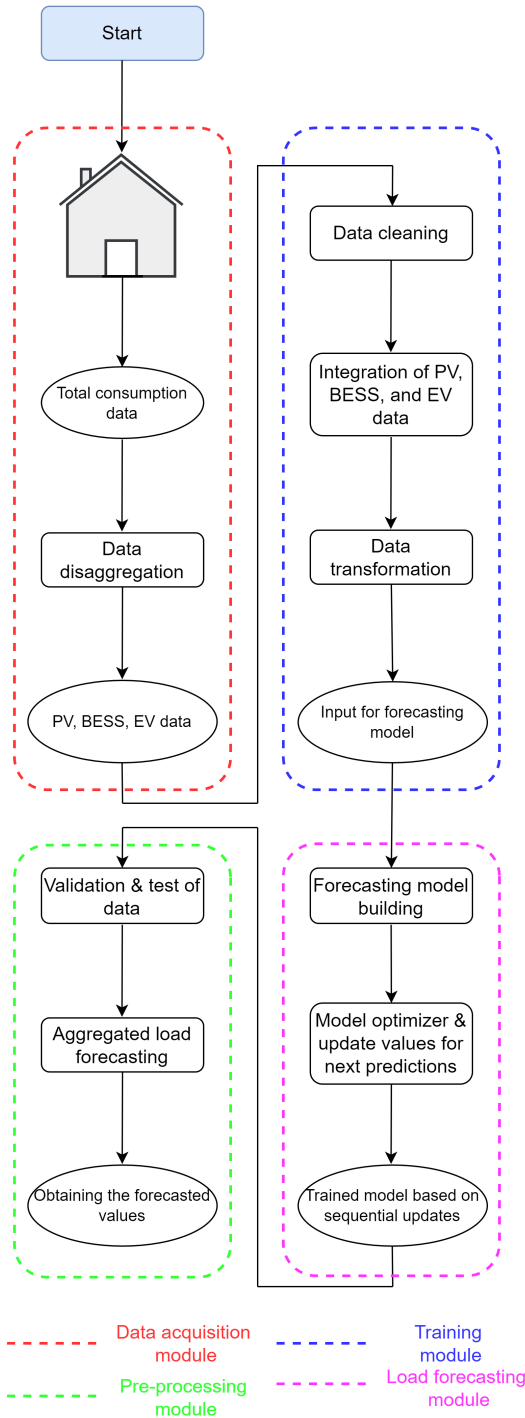 Start
Total consumption
data
Data
disaggregation
PV, BESS, EV data
Data cleaning
Integration of PV,
BESS, and EV
data
Data
transformation
Input for forecasting
model
Forecasting model
building
Model optimizer &
update values for
next predictions
Trained model based on
sequential updates
Validation & test of
data
Aggregated load
forecasting
Obtaining the forecasted
values
Data acquisition
module
Training
module
Pre-processing
module
Load forecasting
module